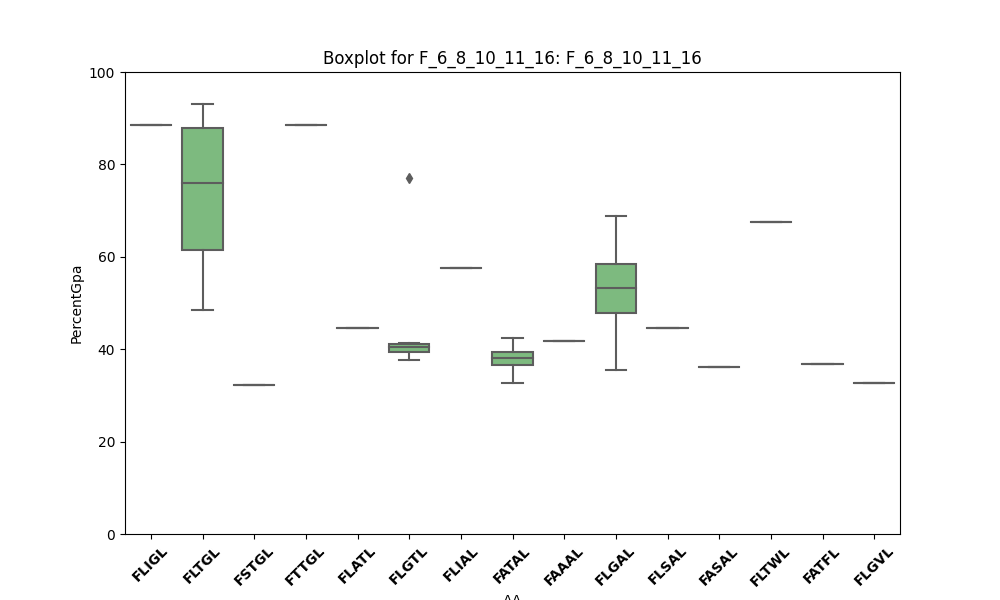 Boxplot for F_6_8_10_11_16: F_6_8_10_11_16
100
80
60
40
20
0
PercentGpa
FLIGL
FLTGL
FSTGL
FTTGL
FLATL
FLGTL
FLIAL
FATAL
FAAAL
FLGAL
FLSAL
FASAL
FLTWL
FATFL
FLGVL
AA